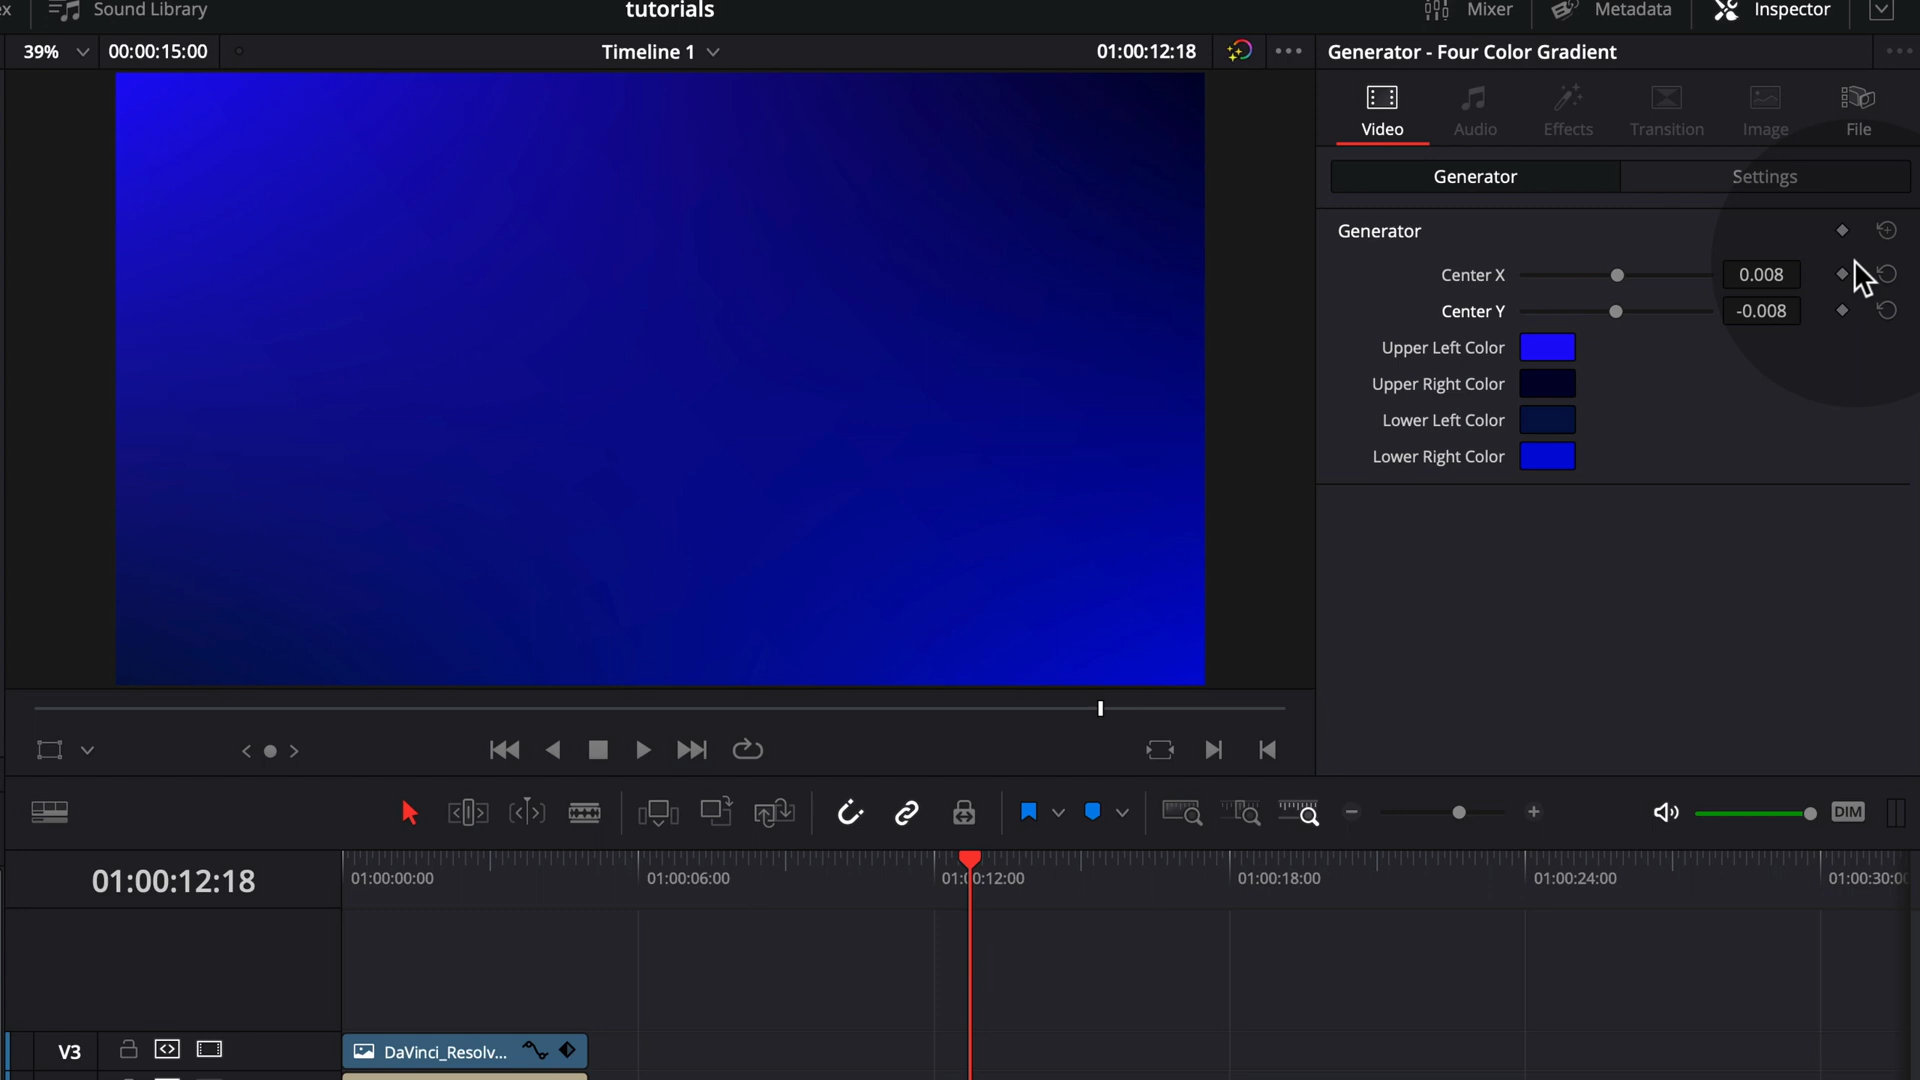 ex Sound Library tutorials Mixer Metadata Inspector
39% 00:00:15:00 Timeline 1 01:00:12:18 Generator - Four Color Gradient
Video Audio Effects Transition Image File
Generator Settings
Generator
Center X 0.008
Center Y -0.008
Upper Left Color
Upper Right Color
Lower Left Color
Lower Right Color
DIM
01:00:12:18 01:00:00:00 01:00:06:00 01:00:12:00 01:00:18:00 01:00:24:00 01:00:30:00
V3 DaVinci_Resolv...